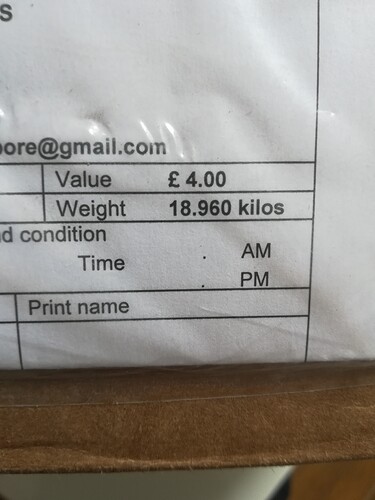 s
ore@gmail.com
Value £ 4.00
Weight 18.960 kilos
d condition
Time . AM
. PM
Print name